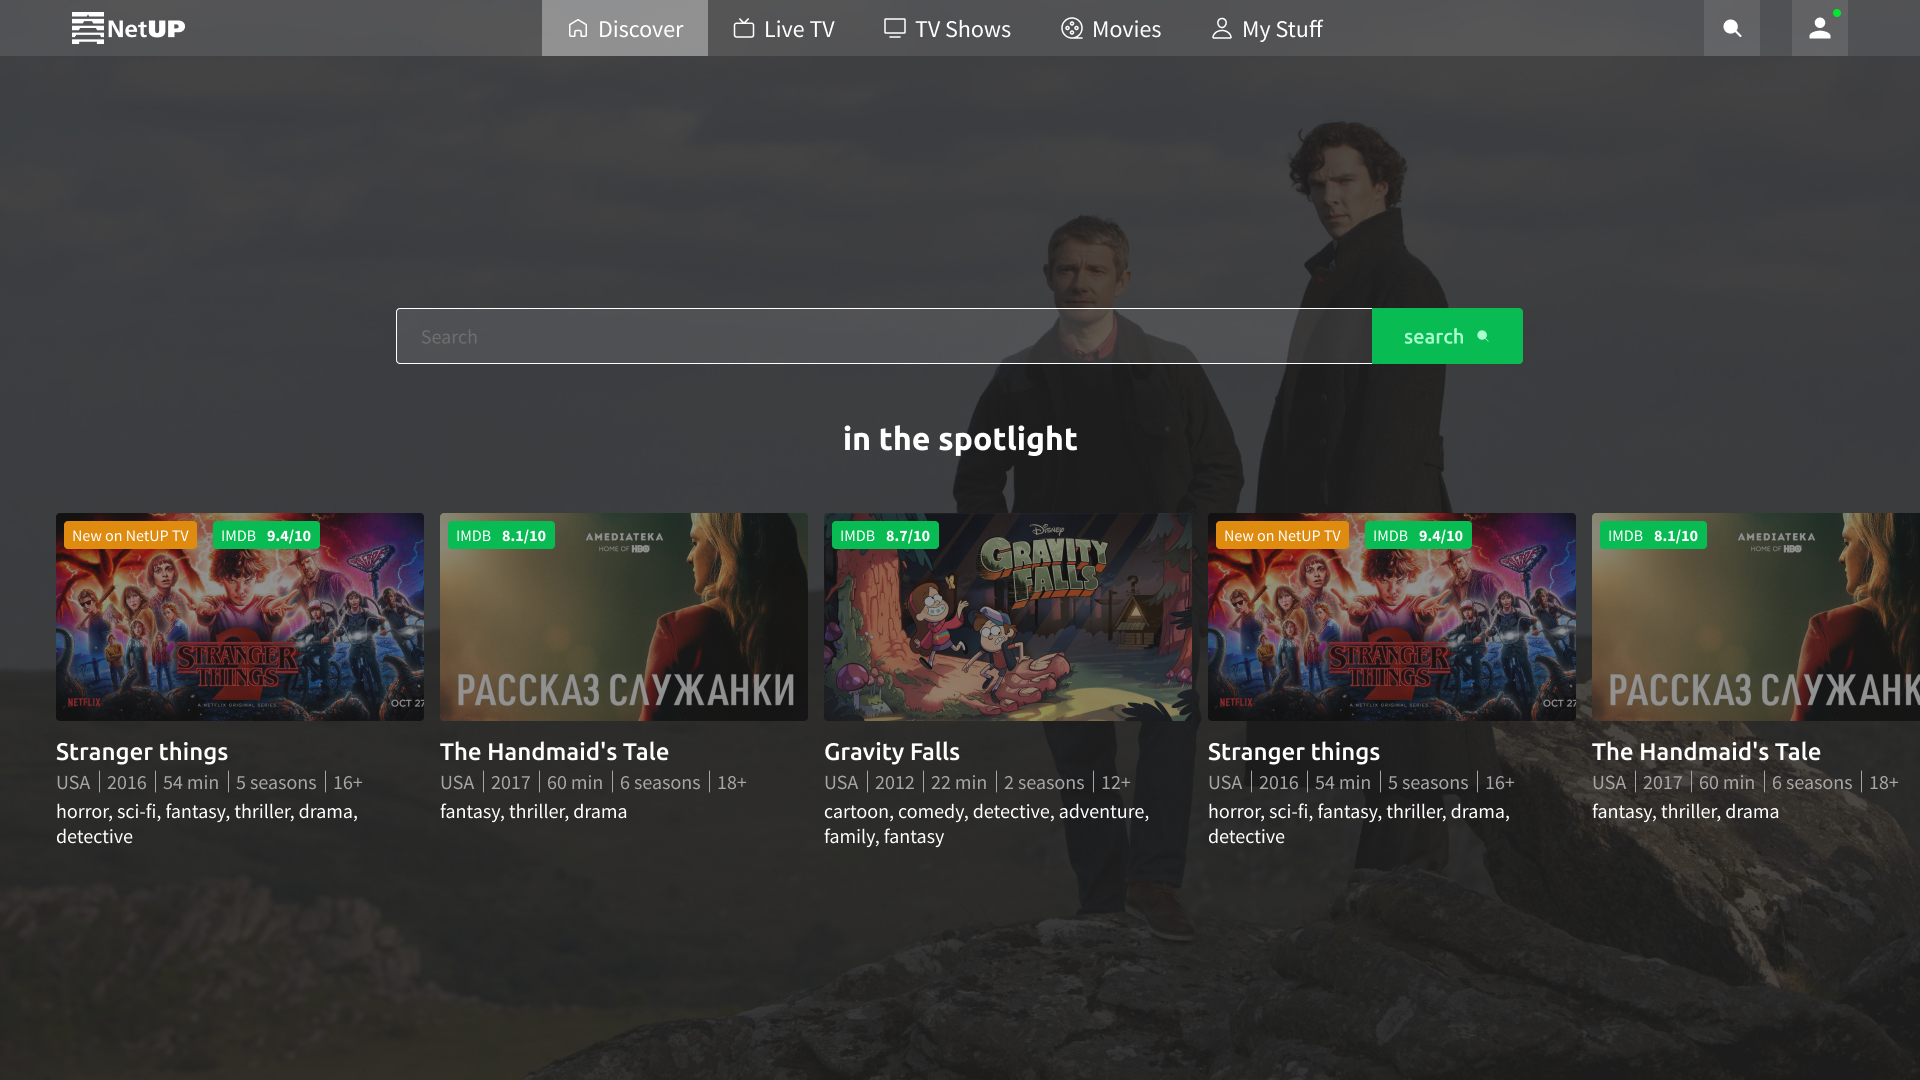 NetUP
Discover
Live TV
TV Shows
Movies
My Stuff
Search
search
in the spotlight
New on NetUP TV
IMDB 9.4/10
STRANGER
THINGS
2
NETFLIX
A NETFLIX ORIGINAL SERIES
OCT 27
Stranger things
USA | 2016 | 54 min | 5 seasons | 16+
horror, sci-fi, fantasy, thriller, drama,
detective
IMDB 8.1/10
AMEDIATEKA
HOME OF HBO
РАССКАЗ СЛУЖАНКИ
The Handmaid's Tale
USA | 2017 | 60 min | 6 seasons | 18+
fantasy, thriller, drama
IMDB 8.7/10
Disney
GRAVITY
FALLS
Gravity Falls
USA | 2012 | 22 min | 2 seasons | 12+
cartoon, comedy, detective, adventure,
family, fantasy
New on NetUP TV
IMDB 9.4/10
STRANGER
THINGS
2
NETFLIX
A NETFLIX ORIGINAL SERIES
OCT 27
Stranger things
USA | 2016 | 54 min | 5 seasons | 16+
horror, sci-fi, fantasy, thriller, drama,
detective
IMDB 8.1/10
AMEDIATEKA
HOME OF HBO
РАССКАЗ СЛУЖАНК
The Handmaid's Tale
USA | 2017 | 60 min | 6 seasons | 18+
fantasy, thriller, drama